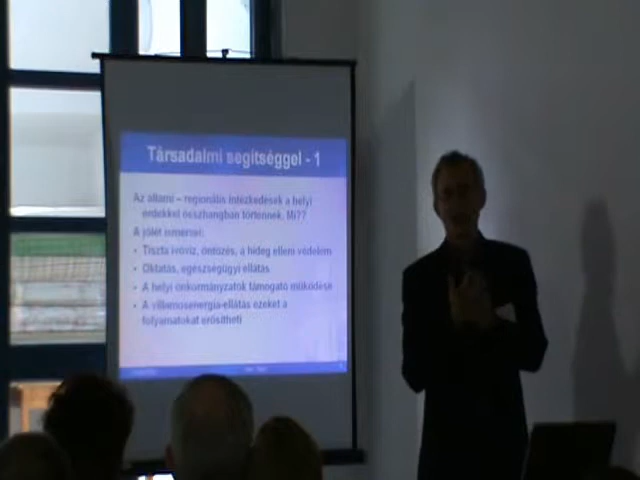 Társadalmi segítséggel - 1
Az állami – regionális intézkedések a helyi
érdekkel összhangban történnek. Mi??
A jólét ismérvei:
• Tiszta ivóvíz, öntözés, a hideg elleni védelem
• Oktatás, egészségügyi ellátás
• A helyi önkormányzatok támogató működése
• A villamosenergia-ellátás ezeket a
folyamatokat erősítheti